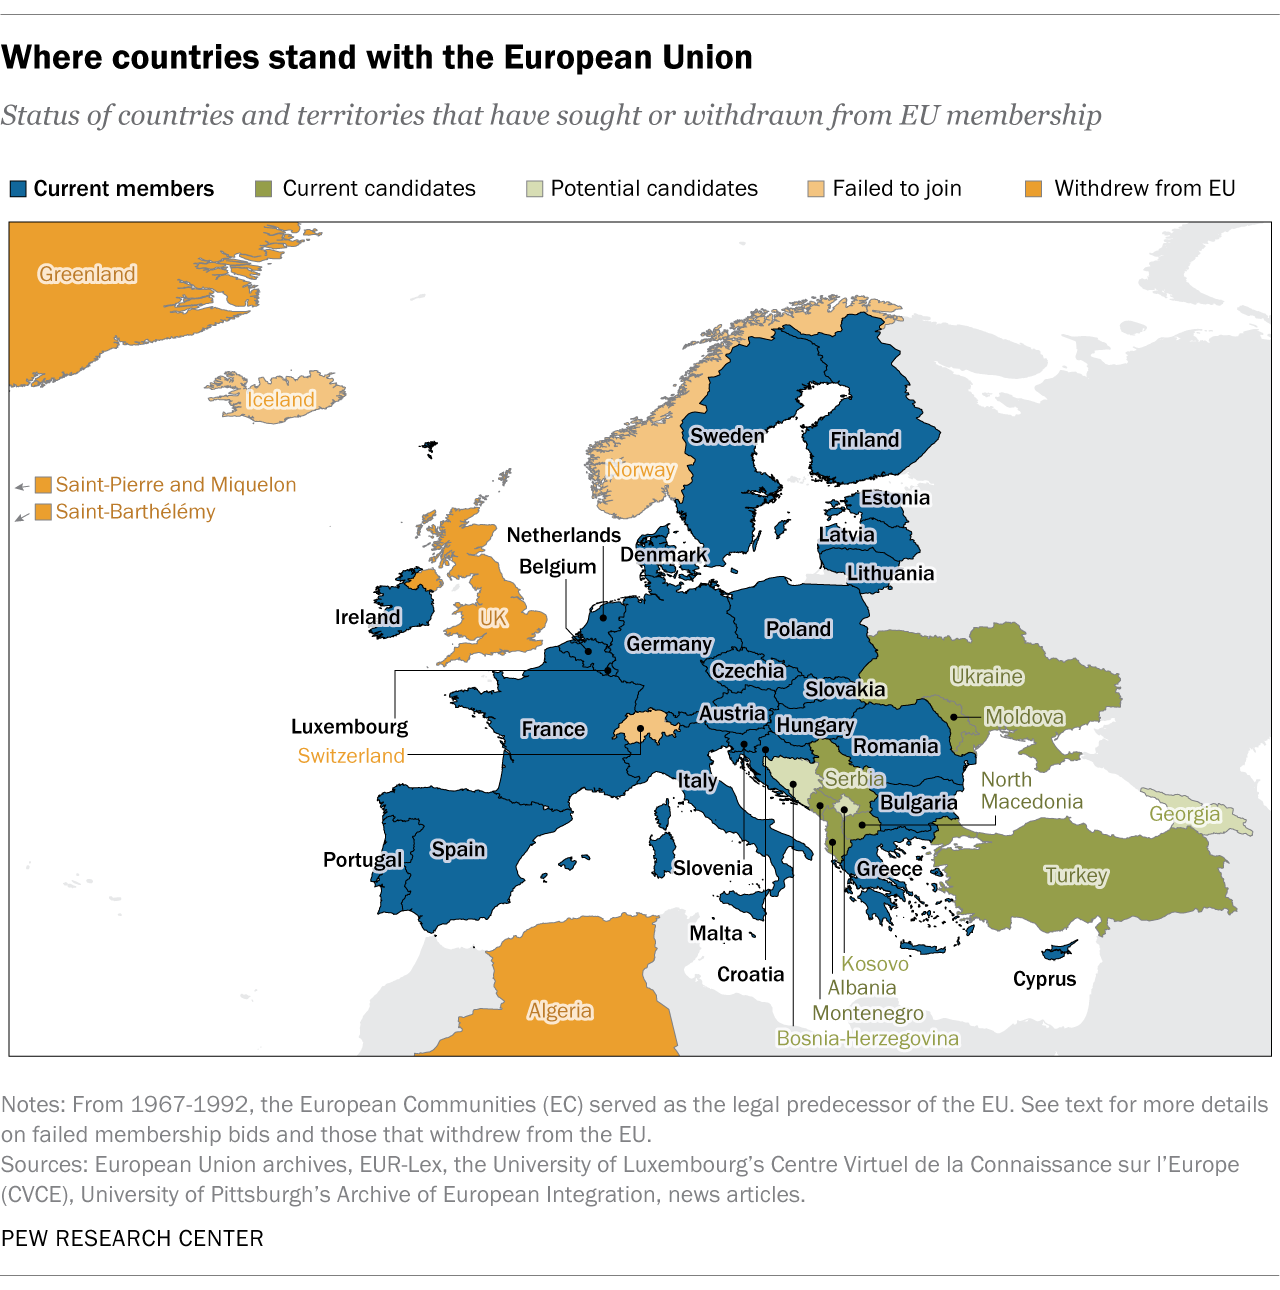 Where countries stand with the European Union
Status of countries and territories that have sought or withdrawn from EU membership
Current members
Current candidates
Potential candidates
Failed to join
Withdrew from EU
Greenland
Iceland
Norway
Sweden
Finland
Saint-Pierre and Miquelon
Saint-Barthélémy
Estonia
Netherlands
Latvia
Denmark
Belgium
Lithuania
Ireland
UK
Poland
Germany
Czechia
Ukraine
Slovakia
Austria
Moldova
Luxembourg
France
Hungary
Romania
Switzerland
Italy
Serbia
North
Macedonia
Bulgaria
Georgia
Portugal
Spain
Slovenia
Greece
Turkey
Malta
Croatia
Kosovo
Cyprus
Albania
Algeria
Montenegro
Bosnia-Herzegovina
Notes: From 1967-1992, the European Communities (EC) served as the legal predecessor of the EU. See text for more details
on failed membership bids and those that withdrew from the EU.
Sources: European Union archives, EUR-Lex, the University of Luxembourg's Centre Virtuel de la Connaissance sur l'Europe
(CVCE), University of Pittsburgh's Archive of European Integration, news articles.
PEW RESEARCH CENTER